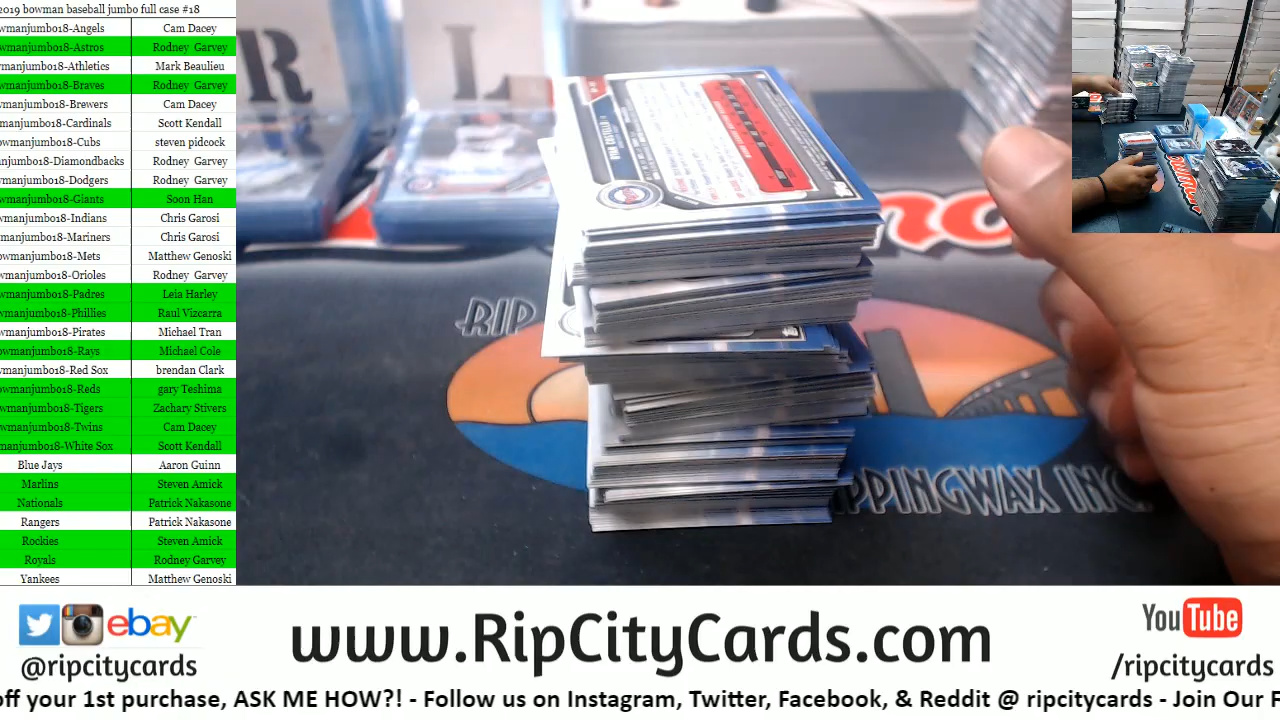 2019 bowman baseball jumbo full case #18
wmanjumbo18-Angels Cam Dacey
wmanjumbo18-Astros Rodney Garvey
wmanjumbo18-Athletics Mark Beaulieu
wmanjumbo18-Braves Rodney Garvey
wmanjumbo18-Brewers Cam Dacey
manjumbo18-Cardinals Scott Kendall
wmanjumbo18-Cubs steven pidcock
njumbo18-Diamondbacks Rodney Garvey
wmanjumbo18-Dodgers Rodney Garvey
wmanjumbo18-Giants Soon Han
wmanjumbo18-Indians Chris Garosi
wmanjumbo18-Mariners Chris Garosi
wmanjumbo18-Mets Matthew Genoski
wmanjumbo18-Orioles Rodney Garvey
wmanjumbo18-Padres Leia Harley
wmanjumbo18-Phillies Raul Vizcarra
wmanjumbo18-Pirates Michael Tran
wmanjumbo18-Rays Michael Cole
wmanjumbo18-Red Sox brendan Clark
wmanjumbo18-Reds gary Teshima
wmanjumbo18-Tigers Zachary Stivers
wmanjumbo18-Twins Cam Dacey
manjumbo18-White Sox Scott Kendall
Blue Jays Aaron Guinn
Marlins Steven Amick
Nationals Patrick Nakasone
Rangers Patrick Nakasone
Rockies Steven Amick
Royals Rodney Garvey
Yankees Matthew Genoski
R L
RYAN COSTELLO
Topps
RIP
IPPINGWAX INC.
ebay
@ripcitycards
www.RipCityCards.com
YouTube
/ripcitycards
off your 1st purchase, ASK ME HOW?! - Follow us on Instagram, Twitter, Facebook, & Reddit @ ripcitycards - Join Our F